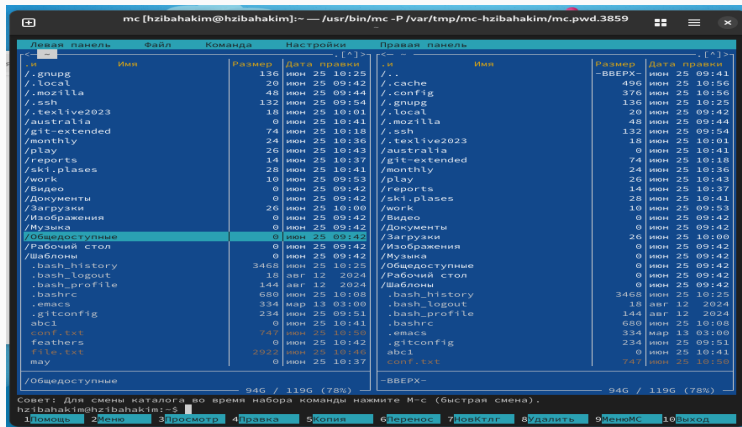 mc [hzibahakim@hzibahakim]:~ — /usr/bin/mc -P /var/tmp/mc-hzibahakim/mc.pwd.3859
Левая панель Файл Команда Настройки Правая панель
<— ~ .[^]>
.и Имя Размер Дата правки
/.gnupg 136 июн 25 10:25
/.local 20 июн 25 09:42
/.mozilla 48 июн 25 09:44
/.ssh 132 июн 25 09:54
/.texlive2023 18 июн 25 10:01
/australia 0 июн 25 10:41
/git-extended 74 июн 25 10:18
/monthly 24 июн 25 10:36
/play 26 июн 25 10:43
/reports 14 июн 25 10:37
/ski.plases 28 июн 25 10:41
/work 10 июн 25 09:53
/Видео 0 июн 25 09:42
/Документы 0 июн 25 09:42
/Загрузки 26 июн 25 10:00
/Изображения 0 июн 25 09:42
/Музыка 0 июн 25 09:42
/Общедоступные 0 июн 25 09:42
/Рабочий стол 0 июн 25 09:42
/Шаблоны 0 июн 25 09:42
.bash_history 3468 июн 25 10:25
.bash_logout 18 авг 12 2024
.bash_profile 144 авг 12 2024
.bashrc 680 июн 25 10:08
.emacs 334 мар 13 03:00
.gitconfig 234 июн 25 09:51
abc1 0 июн 25 10:41
conf.txt 747 июн 25 10:50
feathers 0 июн 25 10:42
file.txt 2922 июн 25 10:46
may 0 июн 25 10:37
/Общедоступные
94G / 119G (78%)
<— ~ .[^]>
.и Имя Размер Дата правки
/.. -ВВЕРХ- июн 25 09:41
/.cache 496 июн 25 10:56
/.config 376 июн 25 10:56
/.gnupg 136 июн 25 10:25
/.local 20 июн 25 09:42
/.mozilla 48 июн 25 09:44
/.ssh 132 июн 25 09:54
/.texlive2023 18 июн 25 10:01
/australia 0 июн 25 10:41
/git-extended 74 июн 25 10:18
/monthly 24 июн 25 10:36
/play 26 июн 25 10:43
/reports 14 июн 25 10:37
/ski.plases 28 июн 25 10:41
/work 10 июн 25 09:53
/Видео 0 июн 25 09:42
/Документы 0 июн 25 09:42
/Загрузки 26 июн 25 10:00
/Изображения 0 июн 25 09:42
/Музыка 0 июн 25 09:42
/Общедоступные 0 июн 25 09:42
/Рабочий стол 0 июн 25 09:42
/Шаблоны 0 июн 25 09:42
.bash_history 3468 июн 25 10:25
.bash_logout 18 авг 12 2024
.bash_profile 144 авг 12 2024
.bashrc 680 июн 25 10:08
.emacs 334 мар 13 03:00
.gitconfig 234 июн 25 09:51
abc1 0 июн 25 10:41
conf.txt 747 июн 25 10:50
-ВВЕРХ-
94G / 119G (78%)
Совет: Для смены каталога во время набора команды нажмите M-c (быстрая смена).
hzibahakim@hzibahakim:~$
1Помощь 2Меню 3Просмотр 4Правка 5Копия 6Перенос 7НовКтлг 8Удалить 9МенюMC 10Выход